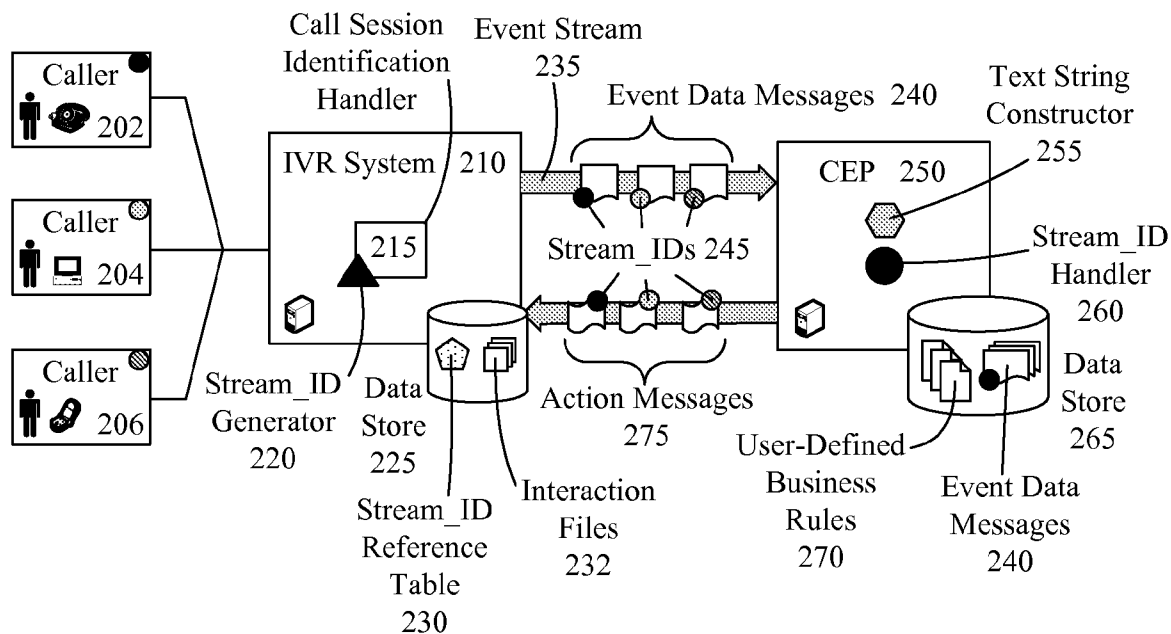 Caller
202
Caller
204
Caller
206
Call Session
Identification
Handler
IVR System 210
215
Stream_ID
Generator
220
Data
Store
225
Stream_ID
Reference
Table
230
Interaction
Files
232
Event Stream
235
Event Data Messages 240
Stream_IDs 245
Action Messages
275
Text String
Constructor
255
CEP 250
Stream_ID
Handler
260
Data
Store
265
User-Defined
Business
Rules
270
Event Data
Messages
240